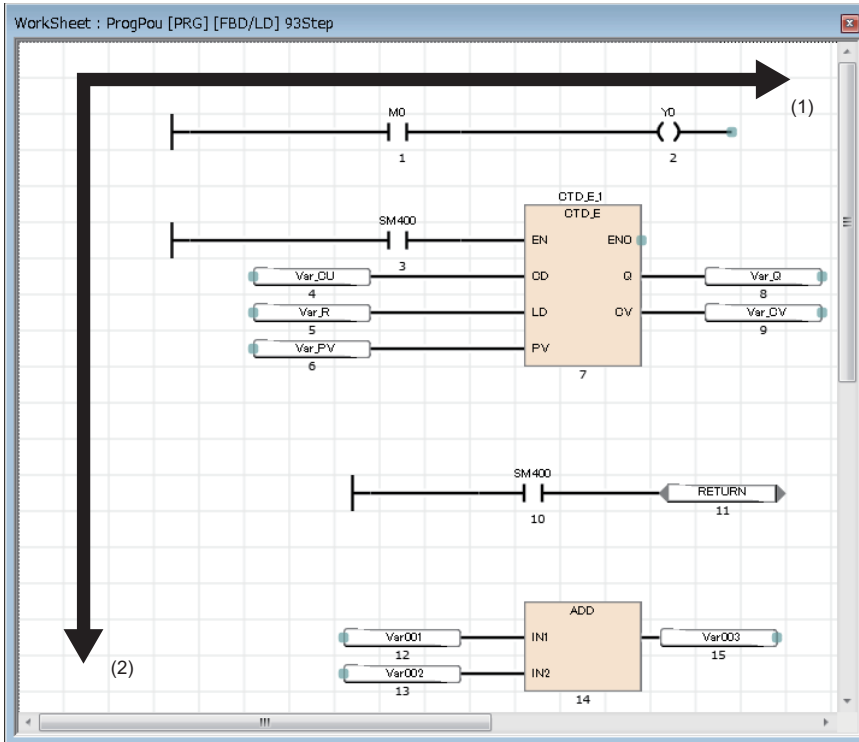 WorkSheet : ProgPou [PRG] [FBD/LD] 93Step
(1)
M0
1
Y0
2
SM400
3
CTD_E_1
CTD_E
EN ENO
Var_CU CD Q Var_Q
4 8
Var_R LD CV Var_CV
5 9
Var_PV PV
6
7
SM400
10
RETURN
11
ADD
Var001 IN1 Var003
12 15
Var002 IN2
13
14
(2)